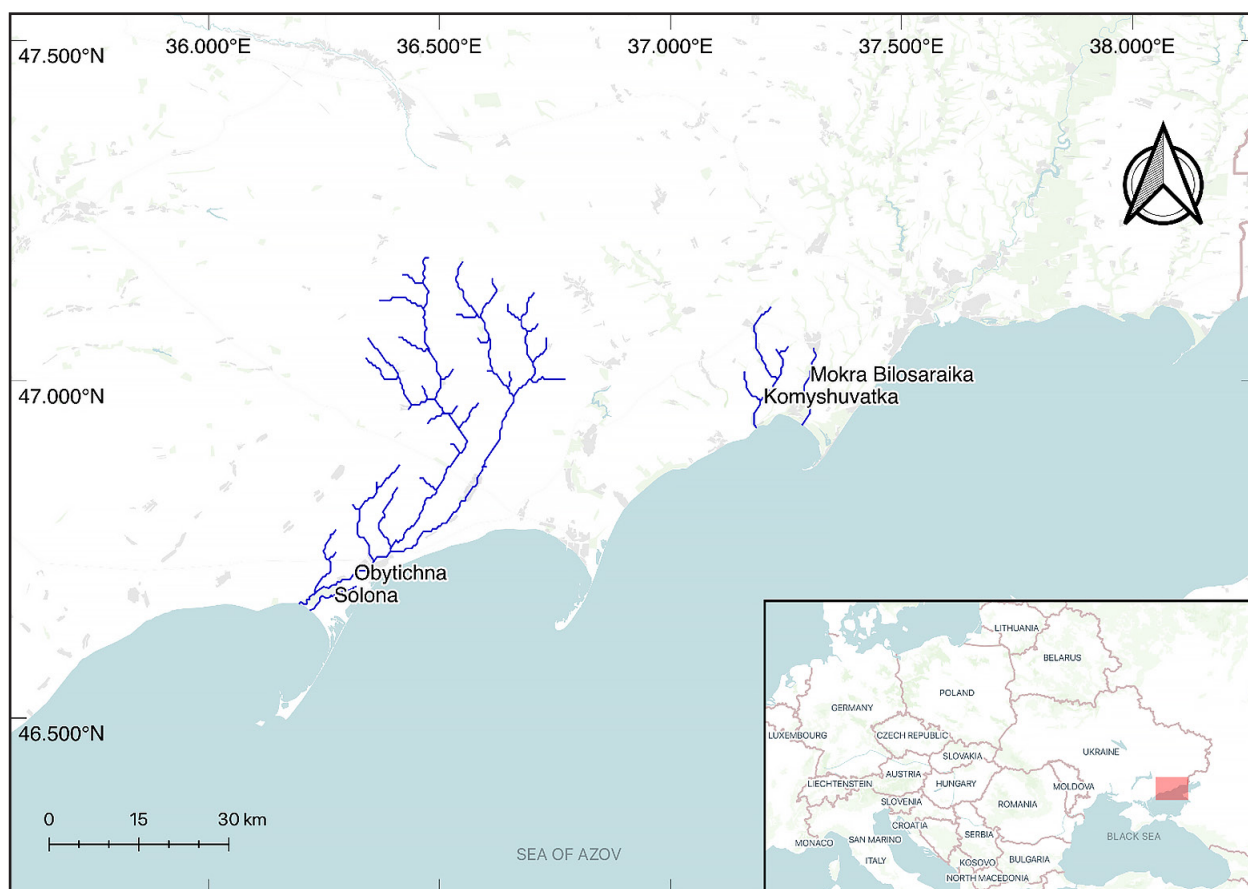 36.000°E
36.500°E
37.000°E
37.500°E
38.000°E
47.500°N
47.000°N
46.500°N
Mokra Bilosaraika
Komyshuvatka
Obytichna
Solona
0 15 30 km
SEA OF AZOV
LITHUANIA
BELARUS
POLAND
GERMANY
LUXEMBOURG
CZECH REPUBLIC
UKRAINE
SLOVAKIA
AUSTRIA
LIECHTENSTEIN
HUNGARY
MOLDOVA
SLOVENIA
ROMANIA
CROATIA
SERBIA
BLACK SEA
MONACO
SAN MARINO
ITALY
KOSOVO
BULGARIA
NORTH MACEDONIA